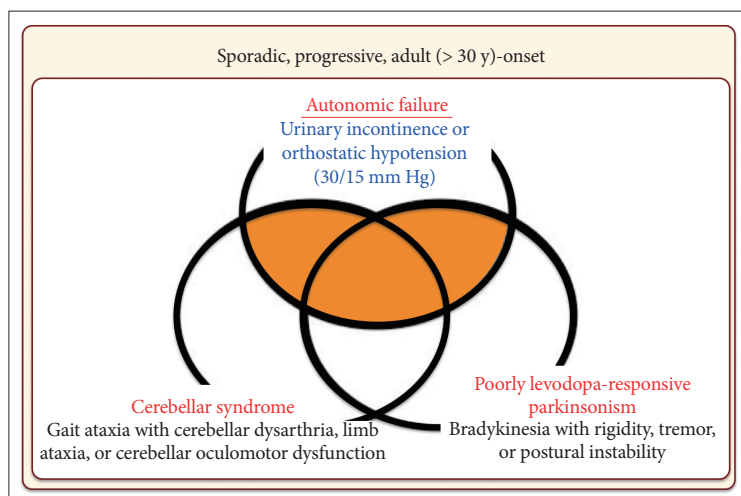 Sporadic, progressive, adult (> 30 y)-onset
Autonomic failure
Urinary incontinence or
orthostatic hypotension
(30/15 mm Hg)
Cerebellar syndrome
Gait ataxia with cerebellar dysarthria, limb
ataxia, or cerebellar oculomotor dysfunction
Poorly levodopa-responsive
parkinsonism
Bradykinesia with rigidity, tremor,
or postural instability